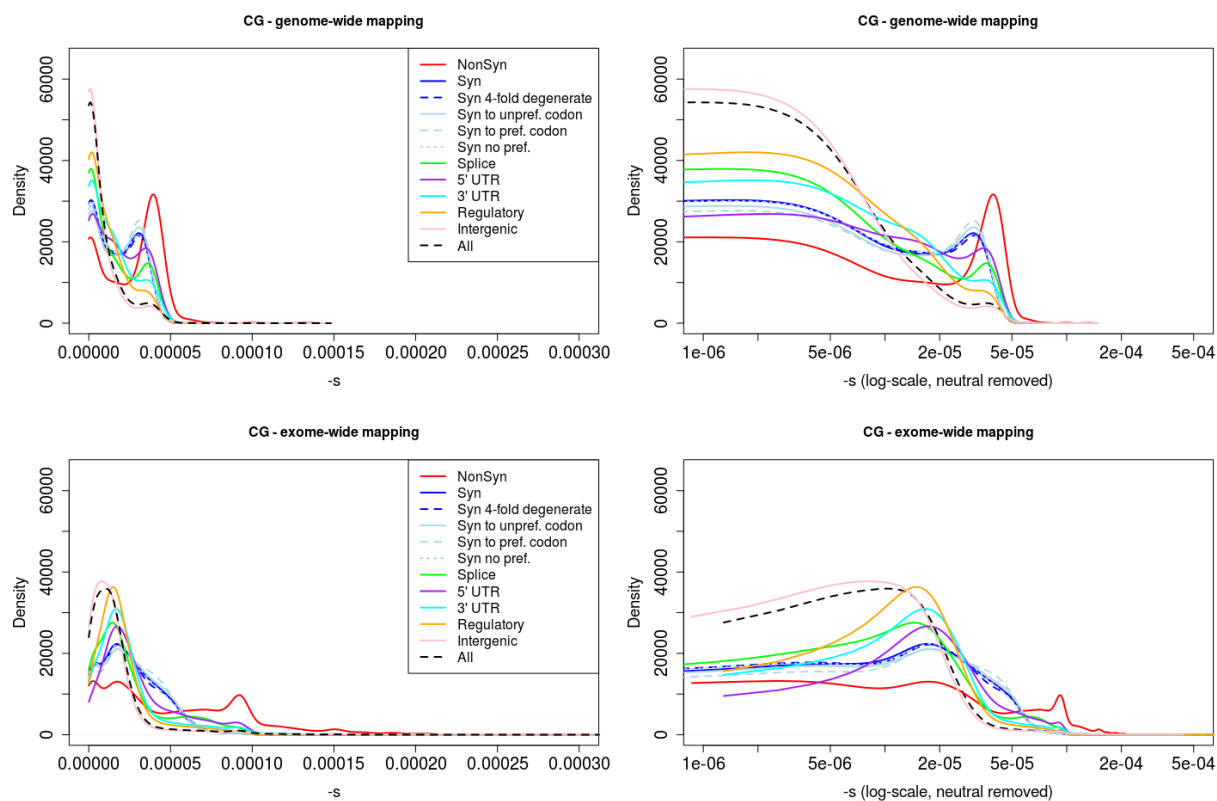 CG - genome-wide mapping
Density
0
20000
40000
60000
NonSyn
Syn
Syn 4-fold degenerate
Syn to unpref. codon
Syn to pref. codon
Syn no pref.
Splice
5' UTR
3' UTR
Regulatory
Intergenic
All
0.00000 0.00005 0.00010 0.00015 0.00020 0.00025 0.00030
-s
CG - genome-wide mapping
Density
0
20000
40000
60000
1e-06 5e-06 2e-05 5e-05 2e-04 5e-04
-s (log-scale, neutral removed)
CG - exome-wide mapping
Density
0
20000
40000
60000
NonSyn
Syn
Syn 4-fold degenerate
Syn to unpref. codon
Syn to pref. codon
Syn no pref.
Splice
5' UTR
3' UTR
Regulatory
Intergenic
All
0.00000 0.00005 0.00010 0.00015 0.00020 0.00025 0.00030
-s
CG - exome-wide mapping
Density
0
20000
40000
60000
1e-06 5e-06 2e-05 5e-05 2e-04 5e-04
-s (log-scale, neutral removed)